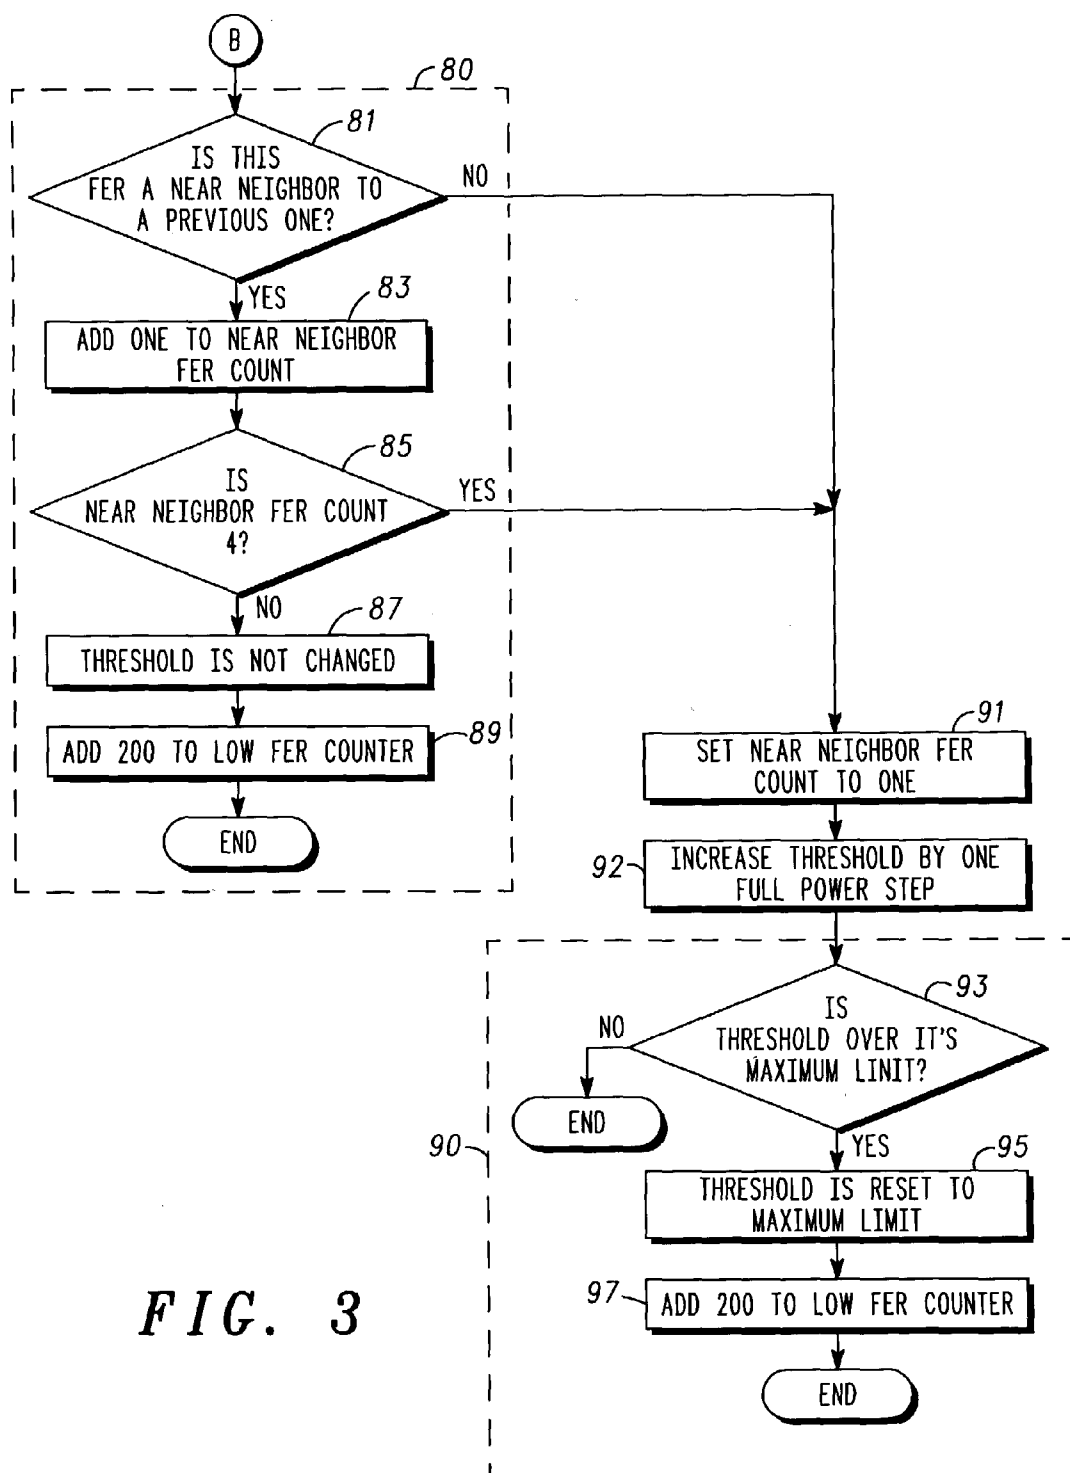 B
80
81
IS THIS
FER A NEAR NEIGHBOR TO
A PREVIOUS ONE?
NO
YES
83
ADD ONE TO NEAR NEIGHBOR
FER COUNT
85
IS
NEAR NEIGHBOR FER COUNT
4?
YES
NO
87
THRESHOLD IS NOT CHANGED
ADD 200 TO LOW FER COUNTER
89
END
91
SET NEAR NEIGHBOR FER
COUNT TO ONE
92
INCREASE THRESHOLD BY ONE
FULL POWER STEP
93
IS
THRESHOLD OVER IT'S
MAXIMUM LINIT?
NO
END
90
YES
95
THRESHOLD IS RESET TO
MAXIMUM LIMIT
97
ADD 200 TO LOW FER COUNTER
END
FIG. 3